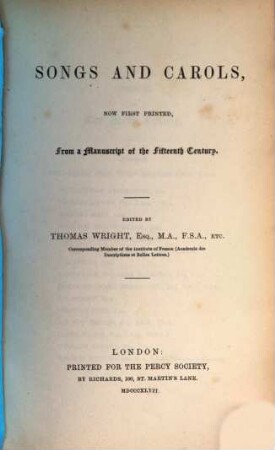 SONGS AND CAROLS,
NOW FIRST PRINTED,
From a Manuscript of the Fifteenth Century.
EDITED BY
THOMAS WRIGHT, Esq., M.A., F.S.A., ETC.
Corresponding Member of the Institute of France (Académie des
Inscriptions et Belles Lettres.)
LONDON:
PRINTED FOR THE PERCY SOCIETY,
BY RICHARDS, 100, ST. MARTIN'S LANE.
MDCCCXLVII.